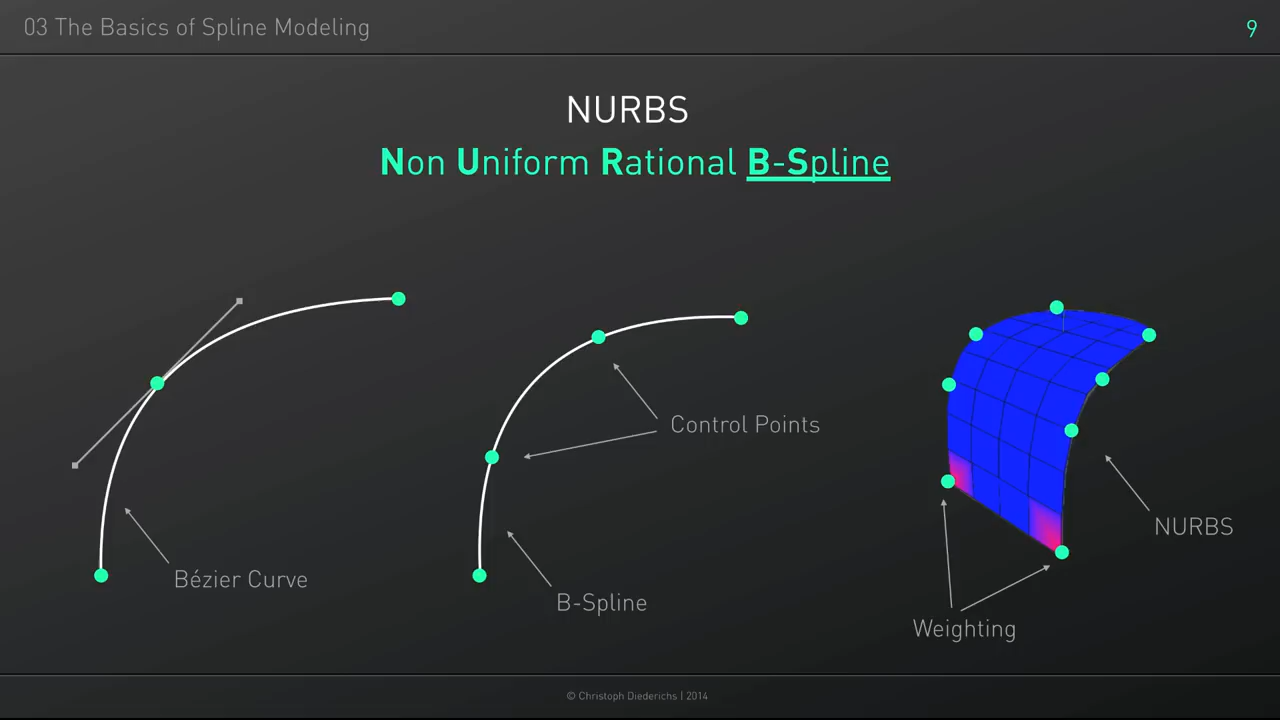 03 The Basics of Spline Modeling
9
NURBS
Non Uniform Rational B-Spline
Control Points
NURBS
Bézier Curve
B-Spline
Weighting
© Christoph Diederichs | 2014